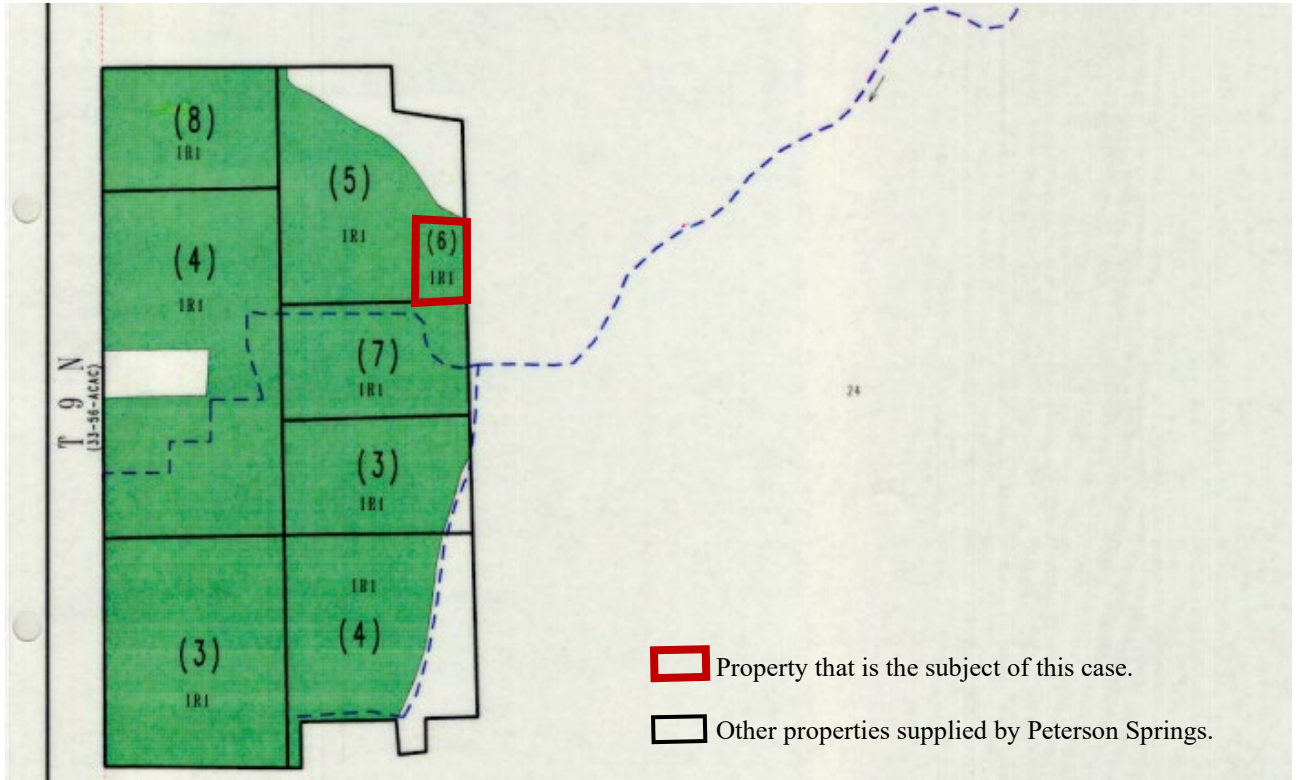 (8)
IR1
(5)
IR1
(6)
IR1
(4)
IR1
T 9 N
(33-56-ACAC)
(7)
IR1
24
(3)
IR1
IR1
(4)
(3)
IR1
Property that is the subject of this case.
Other properties supplied by Peterson Springs.